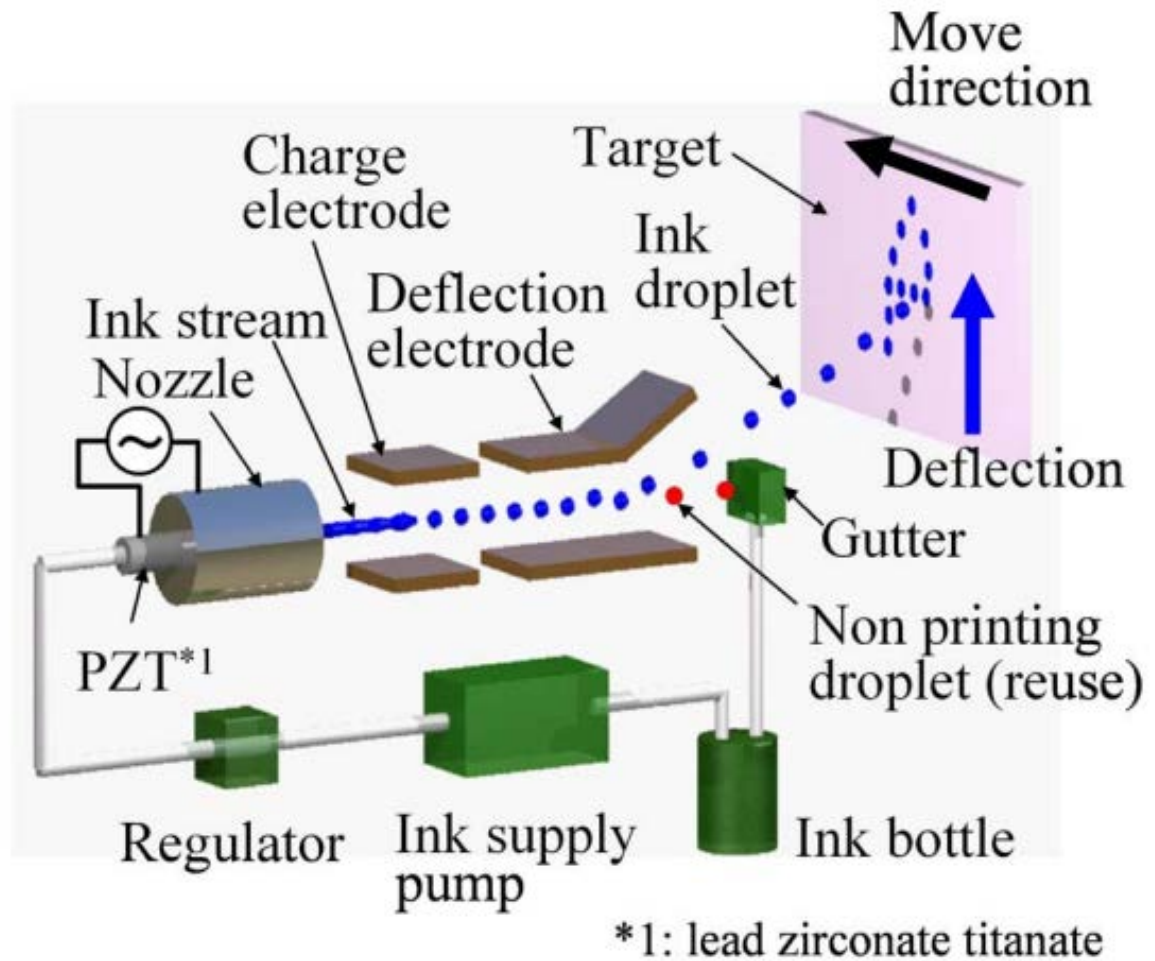 Move
direction
Target
Charge
electrode
Ink
droplet
Deflection
electrode
Ink stream
Nozzle
Deflection
Gutter
Non printing
droplet (reuse)
PZT*1
Regulator
Ink supply
pump
Ink bottle
*1: lead zirconate titanate